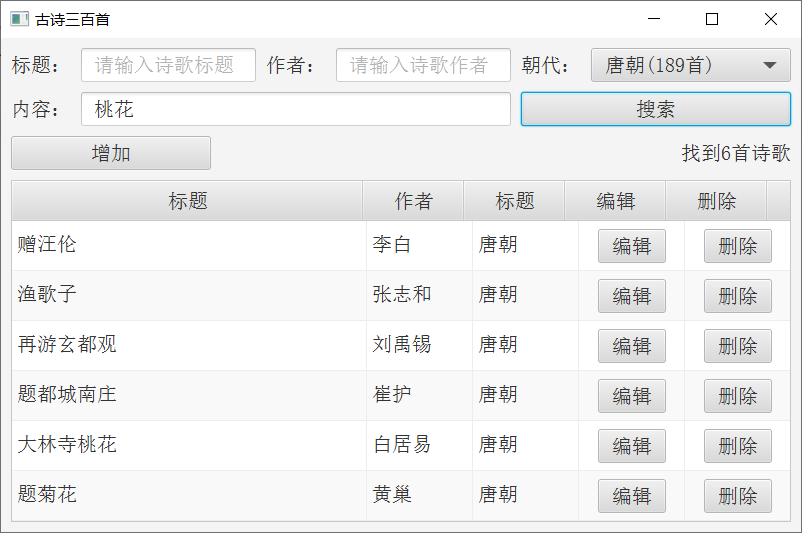 古诗三百首
标题： 请输入诗歌标题 作者： 请输入诗歌作者 朝代： 唐朝(189首)
内容： 桃花 搜索
增加 找到6首诗歌
标题 作者 标题 编辑 删除
赠汪伦 李白 唐朝 编辑 删除
渔歌子 张志和 唐朝 编辑 删除
再游玄都观 刘禹锡 唐朝 编辑 删除
题都城南庄 崔护 唐朝 编辑 删除
大林寺桃花 白居易 唐朝 编辑 删除
题菊花 黄巢 唐朝 编辑 删除